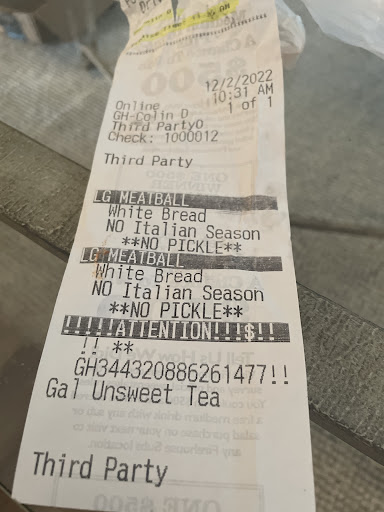 12/2/2022
10:31 AM
Online
1 of 1
GH-Colin D
Third PartyO
Check: 1000012
Third Party
LG MEATBALL
White Bread
NO Italian Season
**NO PICKLE**
LG MEATBALL
White Bread
NO Italian Season
**NO PICKLE**
!!!!!ATTENTION!!!$!!
!! **
GH344320886261477!!
Gal Unsweet Tea
Third Party